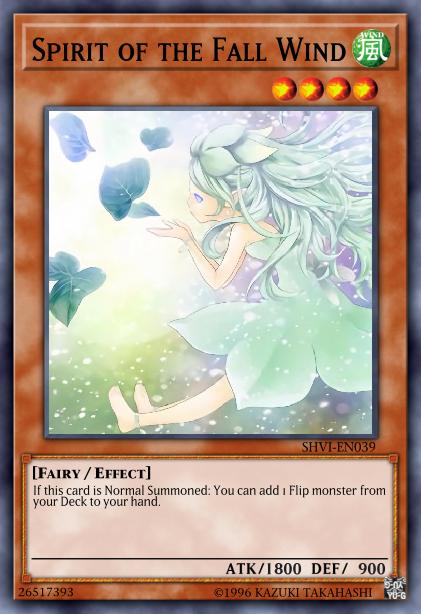 Spirit of the Fall Wind
WIND
風
SHVI-EN039
[Fairy / Effect]
If this card is Normal Summoned: You can add 1 Flip monster from
your Deck to your hand.
ATK/1800 DEF/ 900
26517393
©1996 KAZUKI TAKAHASHI